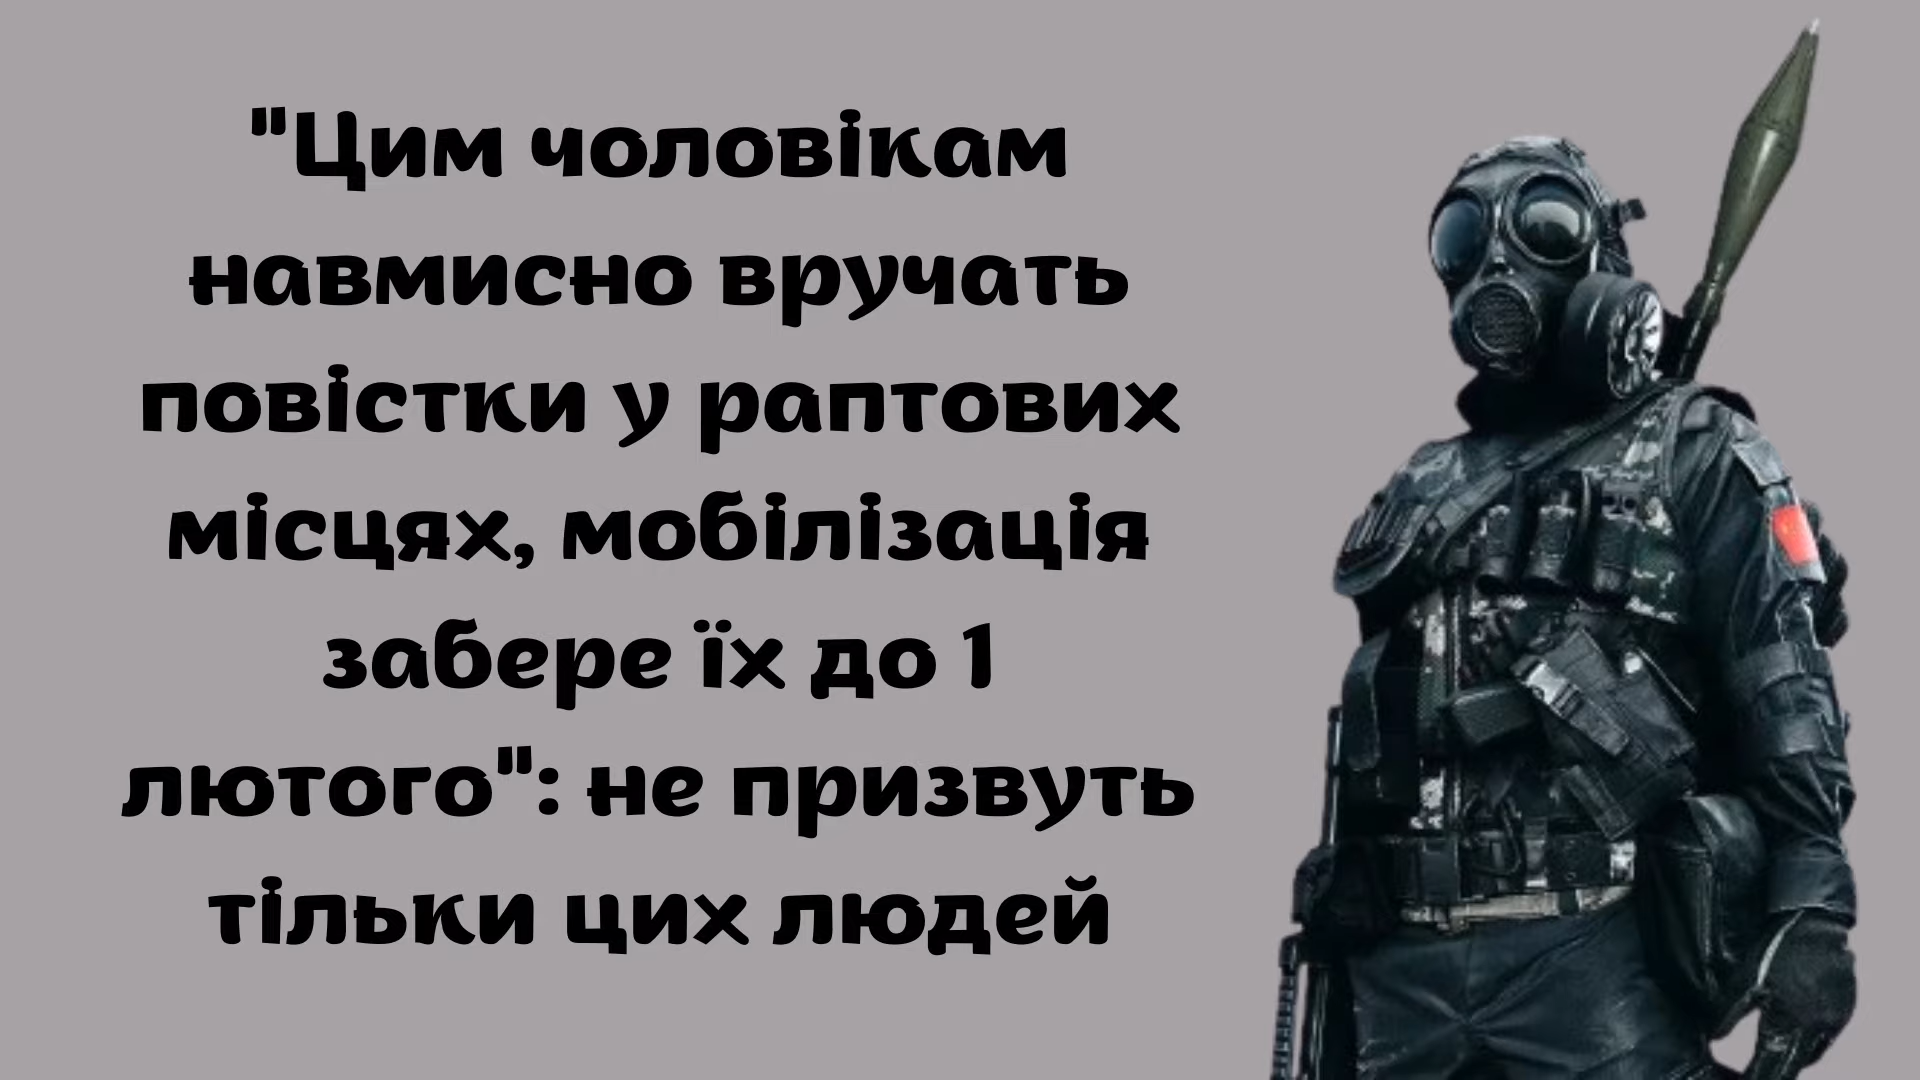 "Цим чоловікам
навмисно вручать
повістки у раптових
місцях, мобілізація
забере їх до 1
лютого": не призвуть
тільки цих людей